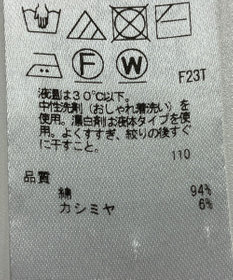 F
W
F23T
液温は30℃以下。
中性洗剤（おしゃれ着洗い）を
使用。漂白剤は液体タイプを使
用。よくすすぎ、絞りの後すぐ
に干すこと。
110
品質
綿 94%
カシミヤ 6%